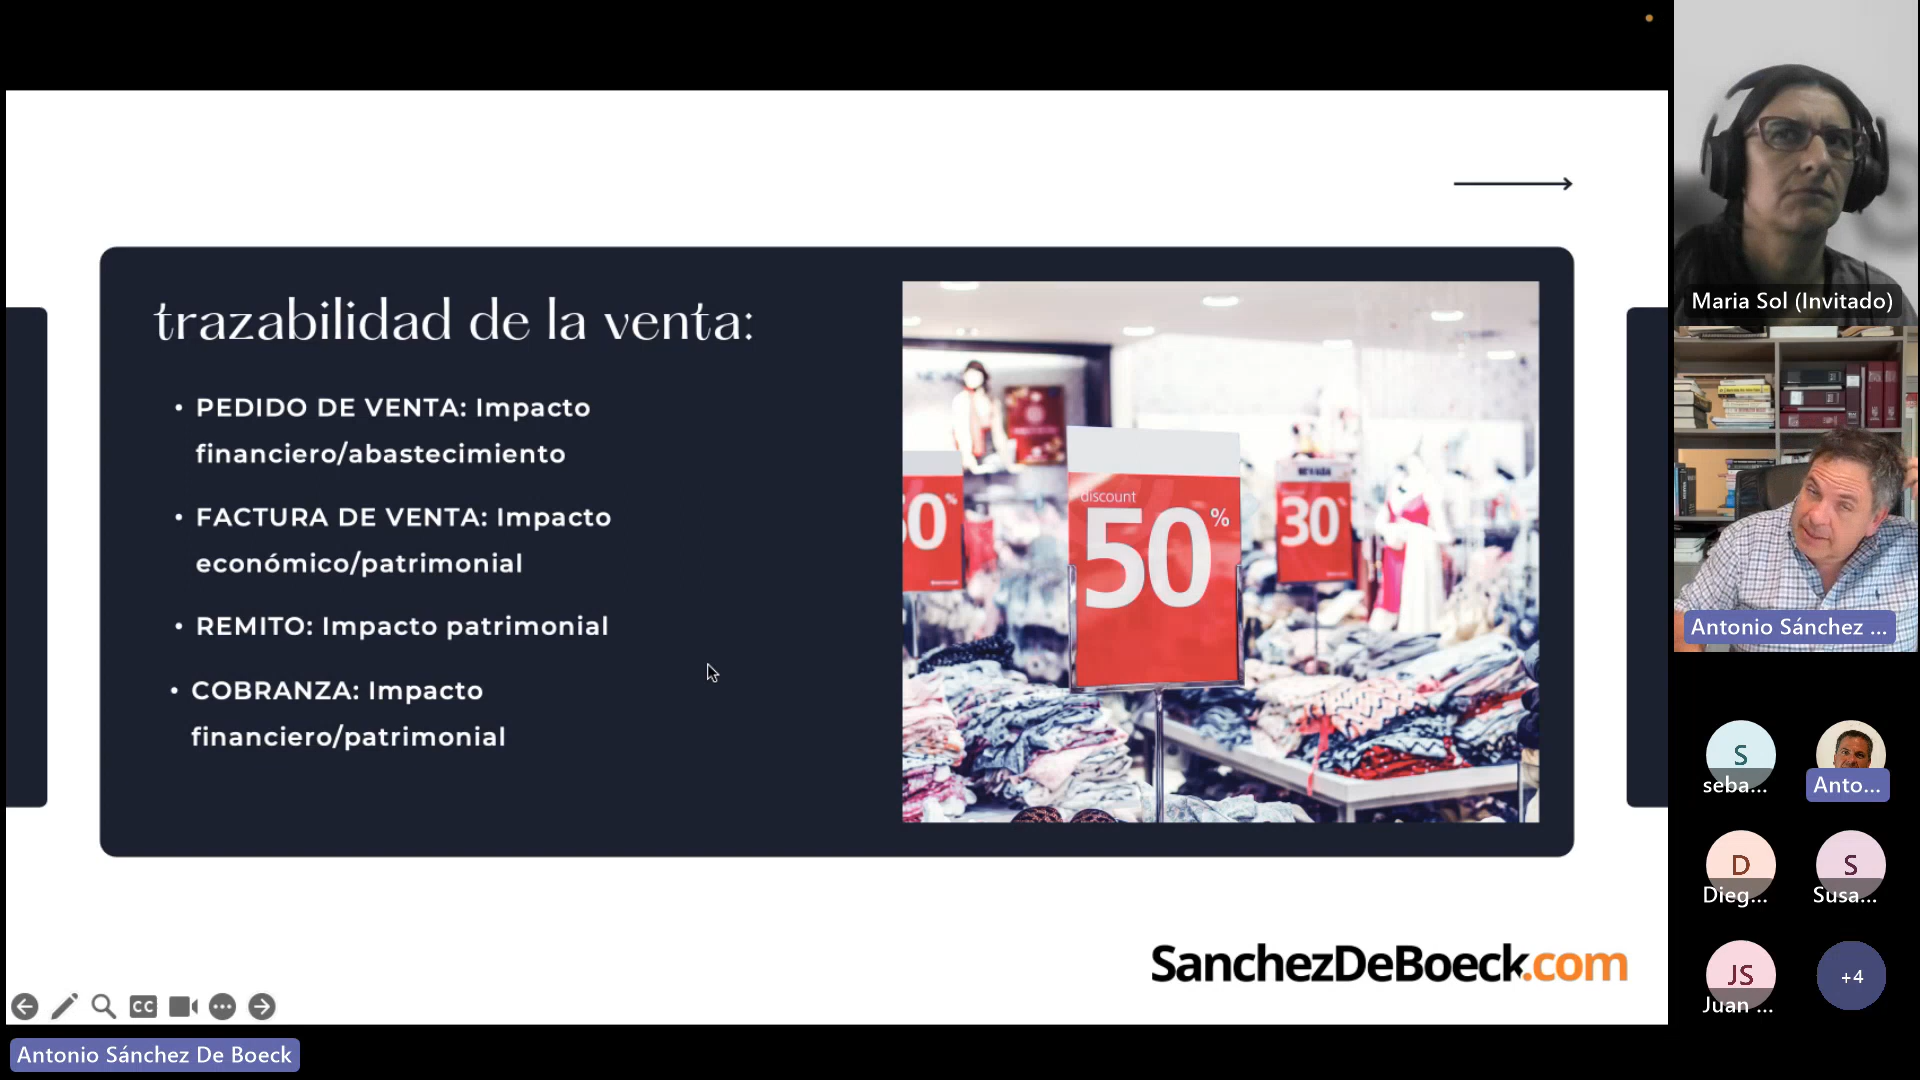 trazabilidad de la venta:
• PEDIDO DE VENTA: Impacto
financiero/abastecimiento
• FACTURA DE VENTA: Impacto
económico/patrimonial
• REMITO: Impacto patrimonial
• COBRANZA: Impacto
financiero/patrimonial
discount
50%
30%
SanchezDeBoeck.com
CC
Antonio Sánchez De Boeck
Maria Sol (Invitado)
Antonio Sánchez ...
S
seba...
Anto...
D
Dieg...
S
Susa...
JS
Juan ...
+4